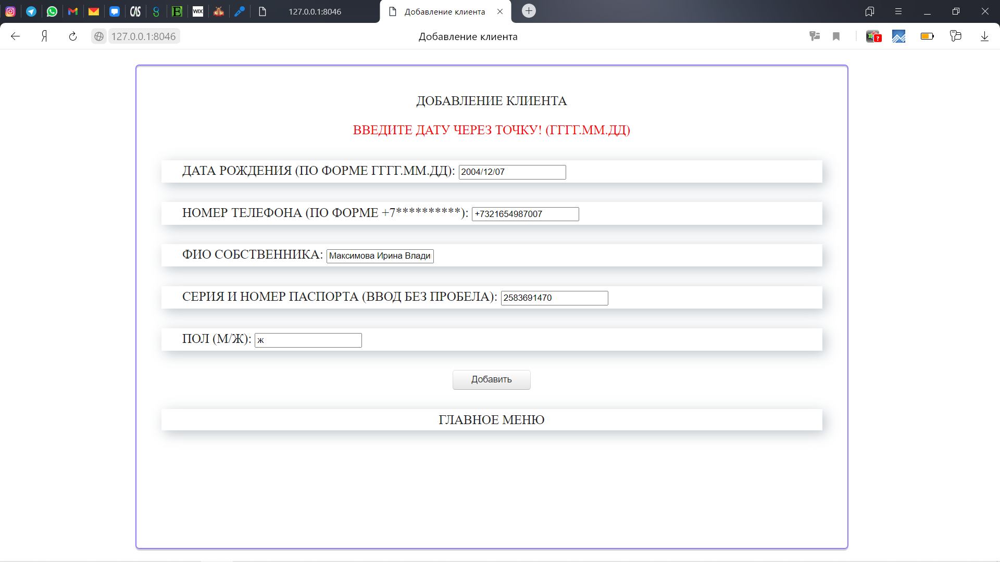 CAS
WIX
127.0.0.1:8046
Добавление клиента
127.0.0.1:8046
Добавление клиента
ДОБАВЛЕНИЕ КЛИЕНТА
ВВЕДИТЕ ДАТУ ЧЕРЕЗ ТОЧКУ! (ГГГГ.ММ.ДД)
ДАТА РОЖДЕНИЯ (ПО ФОРМЕ ГГГГ.ММ.ДД): 2004/12/07
НОМЕР ТЕЛЕФОНА (ПО ФОРМЕ +7**********): +7321654987007
ФИО СОБСТВЕННИКА: Максимова Ирина Влади
СЕРИЯ И НОМЕР ПАСПОРТА (ВВОД БЕЗ ПРОБЕЛА): 2583691470
ПОЛ (М/Ж): ж
Добавить
ГЛАВНОЕ МЕНЮ